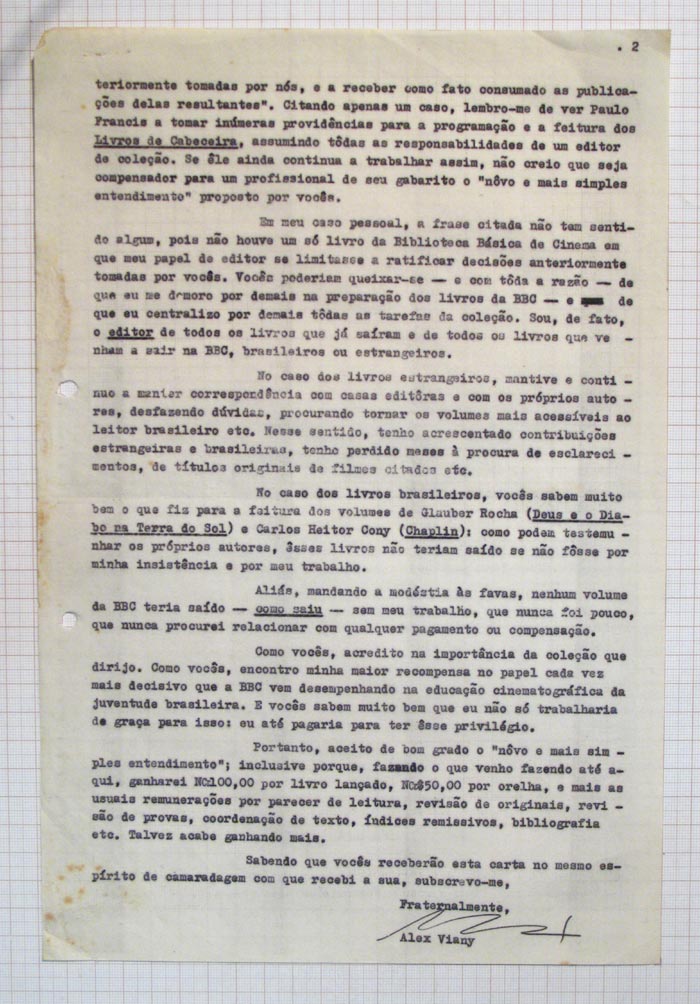 . 2
teriormente tomadas por nós, e a receber como fato consumado as publica-
ções delas resultantes". Citando apenas um caso, lembro-me de ver Paulo
Francis a tomar inúmeras providências para a programação e a feitura dos
Livros de Cabeceira, assumindo tôdas as responsabilidades de um editor
de coleção. Se êle ainda continua a trabalhar assim, não creio que seja
compensador para um profissional de seu gabarito o "nôvo e mais simples
entendimento" proposto por vocês.
Em meu caso pessoal, a frase citada não tem senti-
do algum, pois não houve um só livro da Biblioteca Básica de Cinema em
que meu papel de editor se limitasse a ratificar decisões anteriormente
tomadas por vocês. Vocês poderiam queixar-se — e com tôda a razão — de
que eu me demoro por demais na preparação dos livros da BBC — e de
que eu centralizo por demais tôdas as tarefas da coleção. Sou, de fato,
o editor de todos os livros que já saíram e de todos os livros que ve -
nham a sair na BBC, brasileiros ou estrangeiros.
No caso dos livros estrangeiros, mantive e conti -
nuo a manter correspondência com casas editôras e com os próprios auto -
res, desfazendo dúvidas, procurando tornar os volumes mais acessíveis ao
leitor brasileiro etc. Nesse sentido, tenho acrescentado contribuições
estrangeiras e brasileiras, tenho perdido meses à procura de esclareci -
mentos, de títulos originais de filmes citados etc.
No caso dos livros brasileiros, vocês sabem muito
bem o que fiz para a feitura dos volumes de Glauber Rocha (Deus e o Dia-
bo na Terra do Sol) e Carlos Heitor Cony (Chaplin): como podem testemu -
nhar os próprios autores, êsses livros não teriam saído se não fôsse por
minha insistência e por meu trabalho.
Aliás, mandando a modéstia às favas, nenhum volume
da BBC teria saído — como saiu — sem meu trabalho, que nunca foi pouco,
que nunca procurei relacionar com qualquer pagamento ou compensação.
Como vocês, acredito na importância da coleção que
dirijo. Como vocês, encontro minha maior recompensa no papel cada vez
mais decisivo que a BBC vem desempenhando na educação cinematográfica da
juventude brasileira. E vocês sabem muito bem que eu não só trabalharia
de graça para isso: eu até pagaria para ter êsse privilégio.
Portanto, aceito de bom grado o "nôvo e mais sim -
ples entendimento"; inclusive porque, fazendo o que venho fazendo até a-
qui, ganharei por livro lançado, por orelha, e mais as
usuais remunerações por parecer de leitura, revisão de originais, revi -
são de provas, coordenação de texto, índices remissivos, bibliografia
etc. Talvez acabe ganhando mais.
Sabendo que vocês receberão esta carta no mesmo es-
pírito de camaradagem com que recebi a sua, subscrevo-me,
Fraternalmente,
Alex Viany